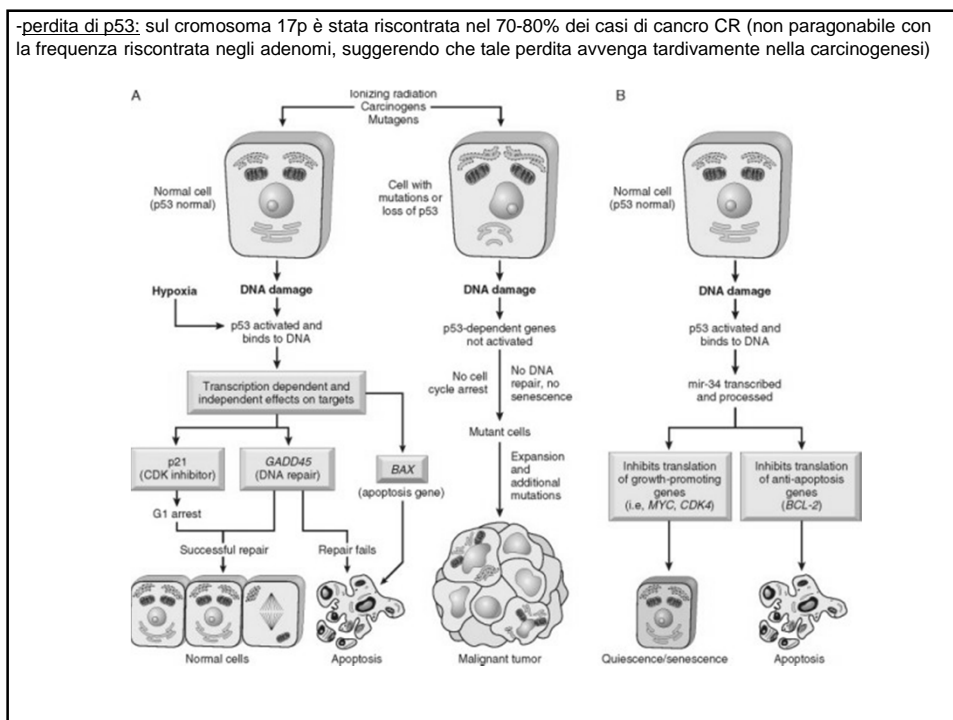 -perdita di p53: sul cromosoma 17p è stata riscontrata nel 70-80% dei casi di cancro CR (non paragonabile con
la frequenza riscontrata negli adenomi, suggerendo che tale perdita avvenga tardivamente nella carcinogenesi)
A
Ionizing radiation
Carcinogens
Mutagens
Normal cell
(p53 normal)
Cell with
mutations or
loss of p53
Hypoxia
DNA damage
p53 activated and
binds to DNA
Transcription dependent and
independent effects on targets
p21
(CDK inhibitor)
GADD45
(DNA repair)
BAX
(apoptosis gene)
G1 arrest
Successful repair
Repair fails
Normal cells
Apoptosis
DNA damage
p53-dependent genes
not activated
No cell
cycle arrest
No DNA
repair, no
senescence
Mutant cells
Expansion
and
additional
mutations
Malignant tumor
B
Normal cell
(p53 normal)
DNA damage
p53 activated and
binds to DNA
mir-34 transcribed
and processed
Inhibits translation
of growth-promoting
genes
(i.e, MYC, CDK4)
Inhibits translation
of anti-apoptosis
genes
(BCL-2)
Quiescence/senescence
Apoptosis